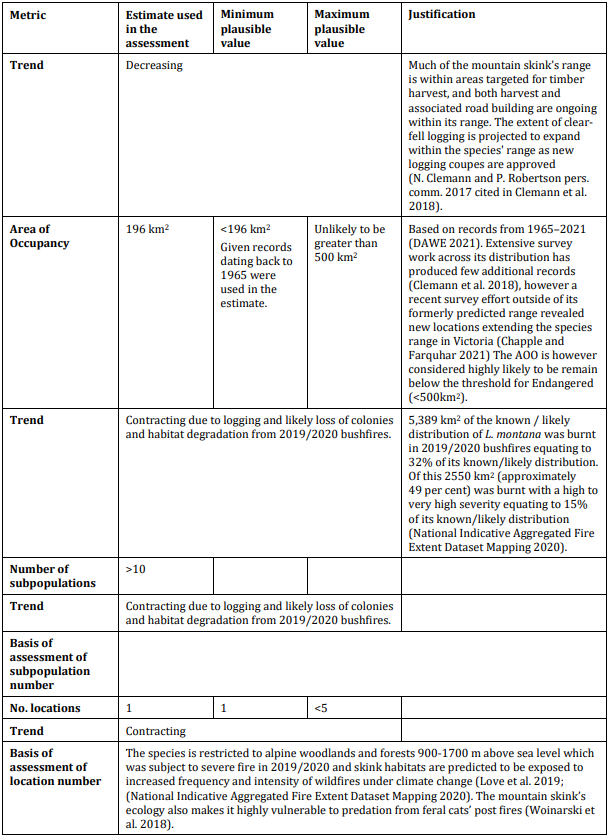 Metric
Estimate used
in the
assessment
Minimum
plausible
value
Maximum
plausible
value
Justification
Trend
Decreasing
Much of the mountain skink's range
is within areas targeted for timber
harvest, and both harvest and
associated road building are ongoing
within its range. The extent of clear-
fell logging is projected to expand
within the species' range as new
logging coupes are approved
(N. Clemann and P. Robertson pers.
comm. 2017 cited in Clemann et al.
2018).
Area of
Occupancy
196 km²
<196 km²
Given records
dating back to
1965 were
used in the
estimate.
Unlikely to be
greater than
500 km²
Based on records from 1965–2021
(DAWE 2021). Extensive survey
work across its distribution has
produced few additional records
(Clemann et al. 2018), however a
recent survey effort outside of its
formerly predicted range revealed
new locations extending the species
range in Victoria (Chapple and
Farquhar 2021) The AOO is however
considered highly likely to be remain
below the threshold for Endangered
(<500km²).
Trend
Contracting due to logging and likely loss of colonies
and habitat degradation from 2019/2020 bushfires.
5,389 km² of the known / likely
distribution of L. montana was burnt
in 2019/2020 bushfires equating to
32% of its known/likely distribution.
Of this 2550 km² (approximately
49 per cent) was burnt with a high to
very high severity equating to 15%
of its known/likely distribution
(National Indicative Aggregated Fire
Extent Dataset Mapping 2020).
Number of
subpopulations
>10
Trend
Contracting due to logging and likely loss of colonies
and habitat degradation from 2019/2020 bushfires.
Basis of
assessment of
subpopulation
number
No. locations
1
1
<5
Trend
Contracting
Basis of
assessment of
location number
The species is restricted to alpine woodlands and forests 900-1700 m above sea level which
was subject to severe fire in 2019/2020 and skink habitats are predicted to be exposed to
increased frequency and intensity of wildfires under climate change (Love et al. 2019;
(National Indicative Aggregated Fire Extent Dataset Mapping 2020). The mountain skink's
ecology also makes it highly vulnerable to predation from feral cats' post fires (Woinarski et
al. 2018).